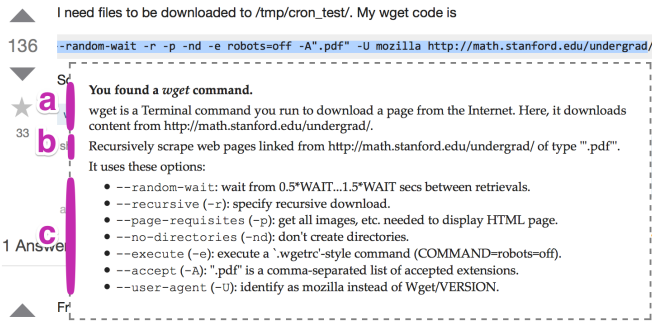 I need files to be downloaded to /tmp/cron_test/. My wget code is
136
-random-wait -r -p -nd -e robots=off -A".pdf" -U mozilla http://math.stanford.edu/undergrad/
a
You found a wget command.
wget is a Terminal command you run to download a page from the Internet. Here, it downloads
content from http://math.stanford.edu/undergrad/.
33
b
Recursively scrape web pages linked from http://math.stanford.edu/undergrad/ of type '".pdf"'.
It uses these options:
• --random-wait: wait from 0.5*WAIT...1.5*WAIT secs between retrievals.
• --recursive (-r): specify recursive download.
• --page-requisites (-p): get all images, etc. needed to display HTML page.
c
• --no-directories (-nd): don't create directories.
1 Answer
• --execute (-e): execute a `.wgetrc'-style command (COMMAND=robots=off).
• --accept (-A): ".pdf" is a comma-separated list of accepted extensions.
• --user-agent (-U): identify as mozilla instead of Wget/VERSION.